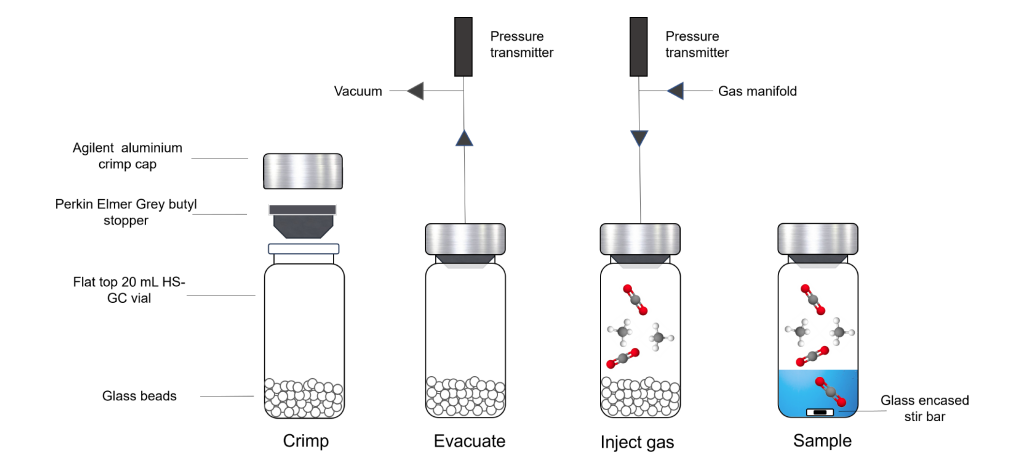 Pressure
transmitter
Pressure
transmitter
Vacuum
Gas manifold
Agilent aluminium
crimp cap
Perkin Elmer Grey butyl
stopper
Flat top 20 mL HS-
GC vial
Glass beads
Glass encased
stir bar
Crimp
Evacuate
Inject gas
Sample